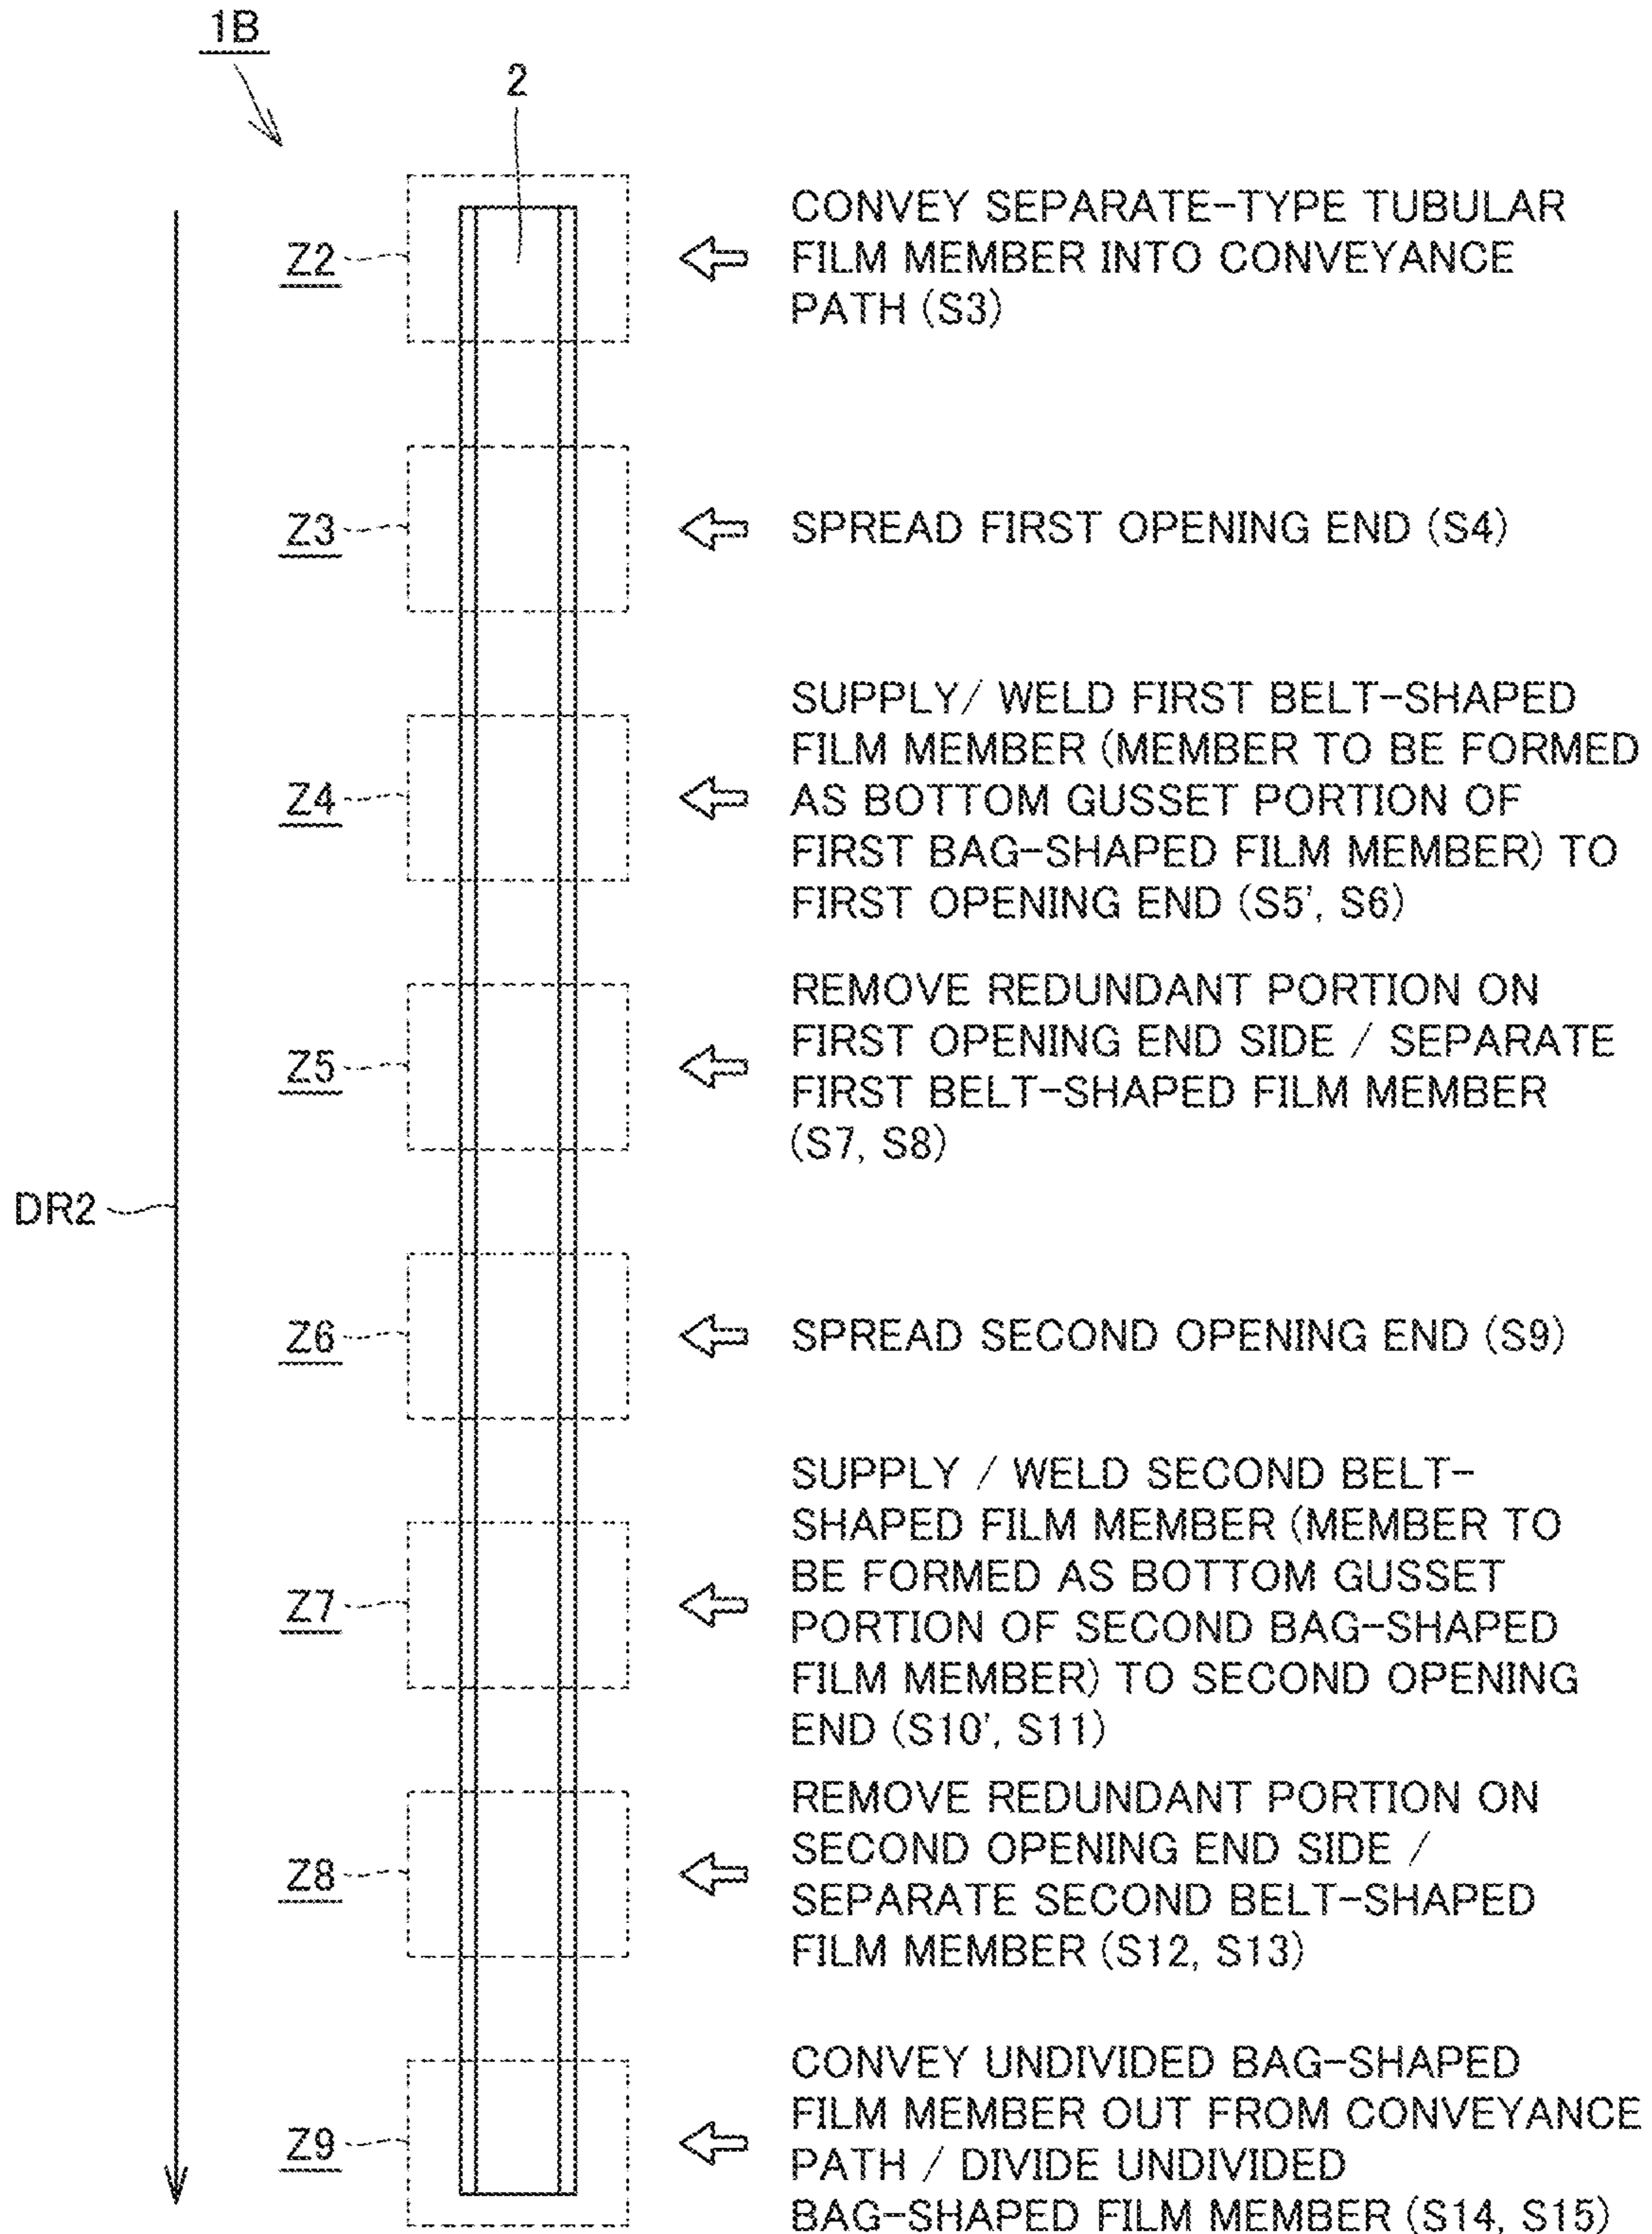 1B
2
Z2
CONVEY SEPARATE-TYPE TUBULAR
FILM MEMBER INTO CONVEYANCE
PATH (S3)
Z3
SPREAD FIRST OPENING END (S4)
Z4
SUPPLY/ WELD FIRST BELT-SHAPED
FILM MEMBER (MEMBER TO BE FORMED
AS BOTTOM GUSSET PORTION OF
FIRST BAG-SHAPED FILM MEMBER) TO
FIRST OPENING END (S5', S6)
Z5
REMOVE REDUNDANT PORTION ON
FIRST OPENING END SIDE / SEPARATE
FIRST BELT-SHAPED FILM MEMBER
(S7, S8)
DR2
Z6
SPREAD SECOND OPENING END (S9)
Z7
SUPPLY / WELD SECOND BELT-
SHAPED FILM MEMBER (MEMBER TO
BE FORMED AS BOTTOM GUSSET
PORTION OF SECOND BAG-SHAPED
FILM MEMBER) TO SECOND OPENING
END (S10', S11)
Z8
REMOVE REDUNDANT PORTION ON
SECOND OPENING END SIDE /
SEPARATE SECOND BELT-SHAPED
FILM MEMBER (S12, S13)
Z9
CONVEY UNDIVIDED BAG-SHAPED
FILM MEMBER OUT FROM CONVEYANCE
PATH / DIVIDE UNDIVIDED
BAG-SHAPED FILM MEMBER (S14, S15)